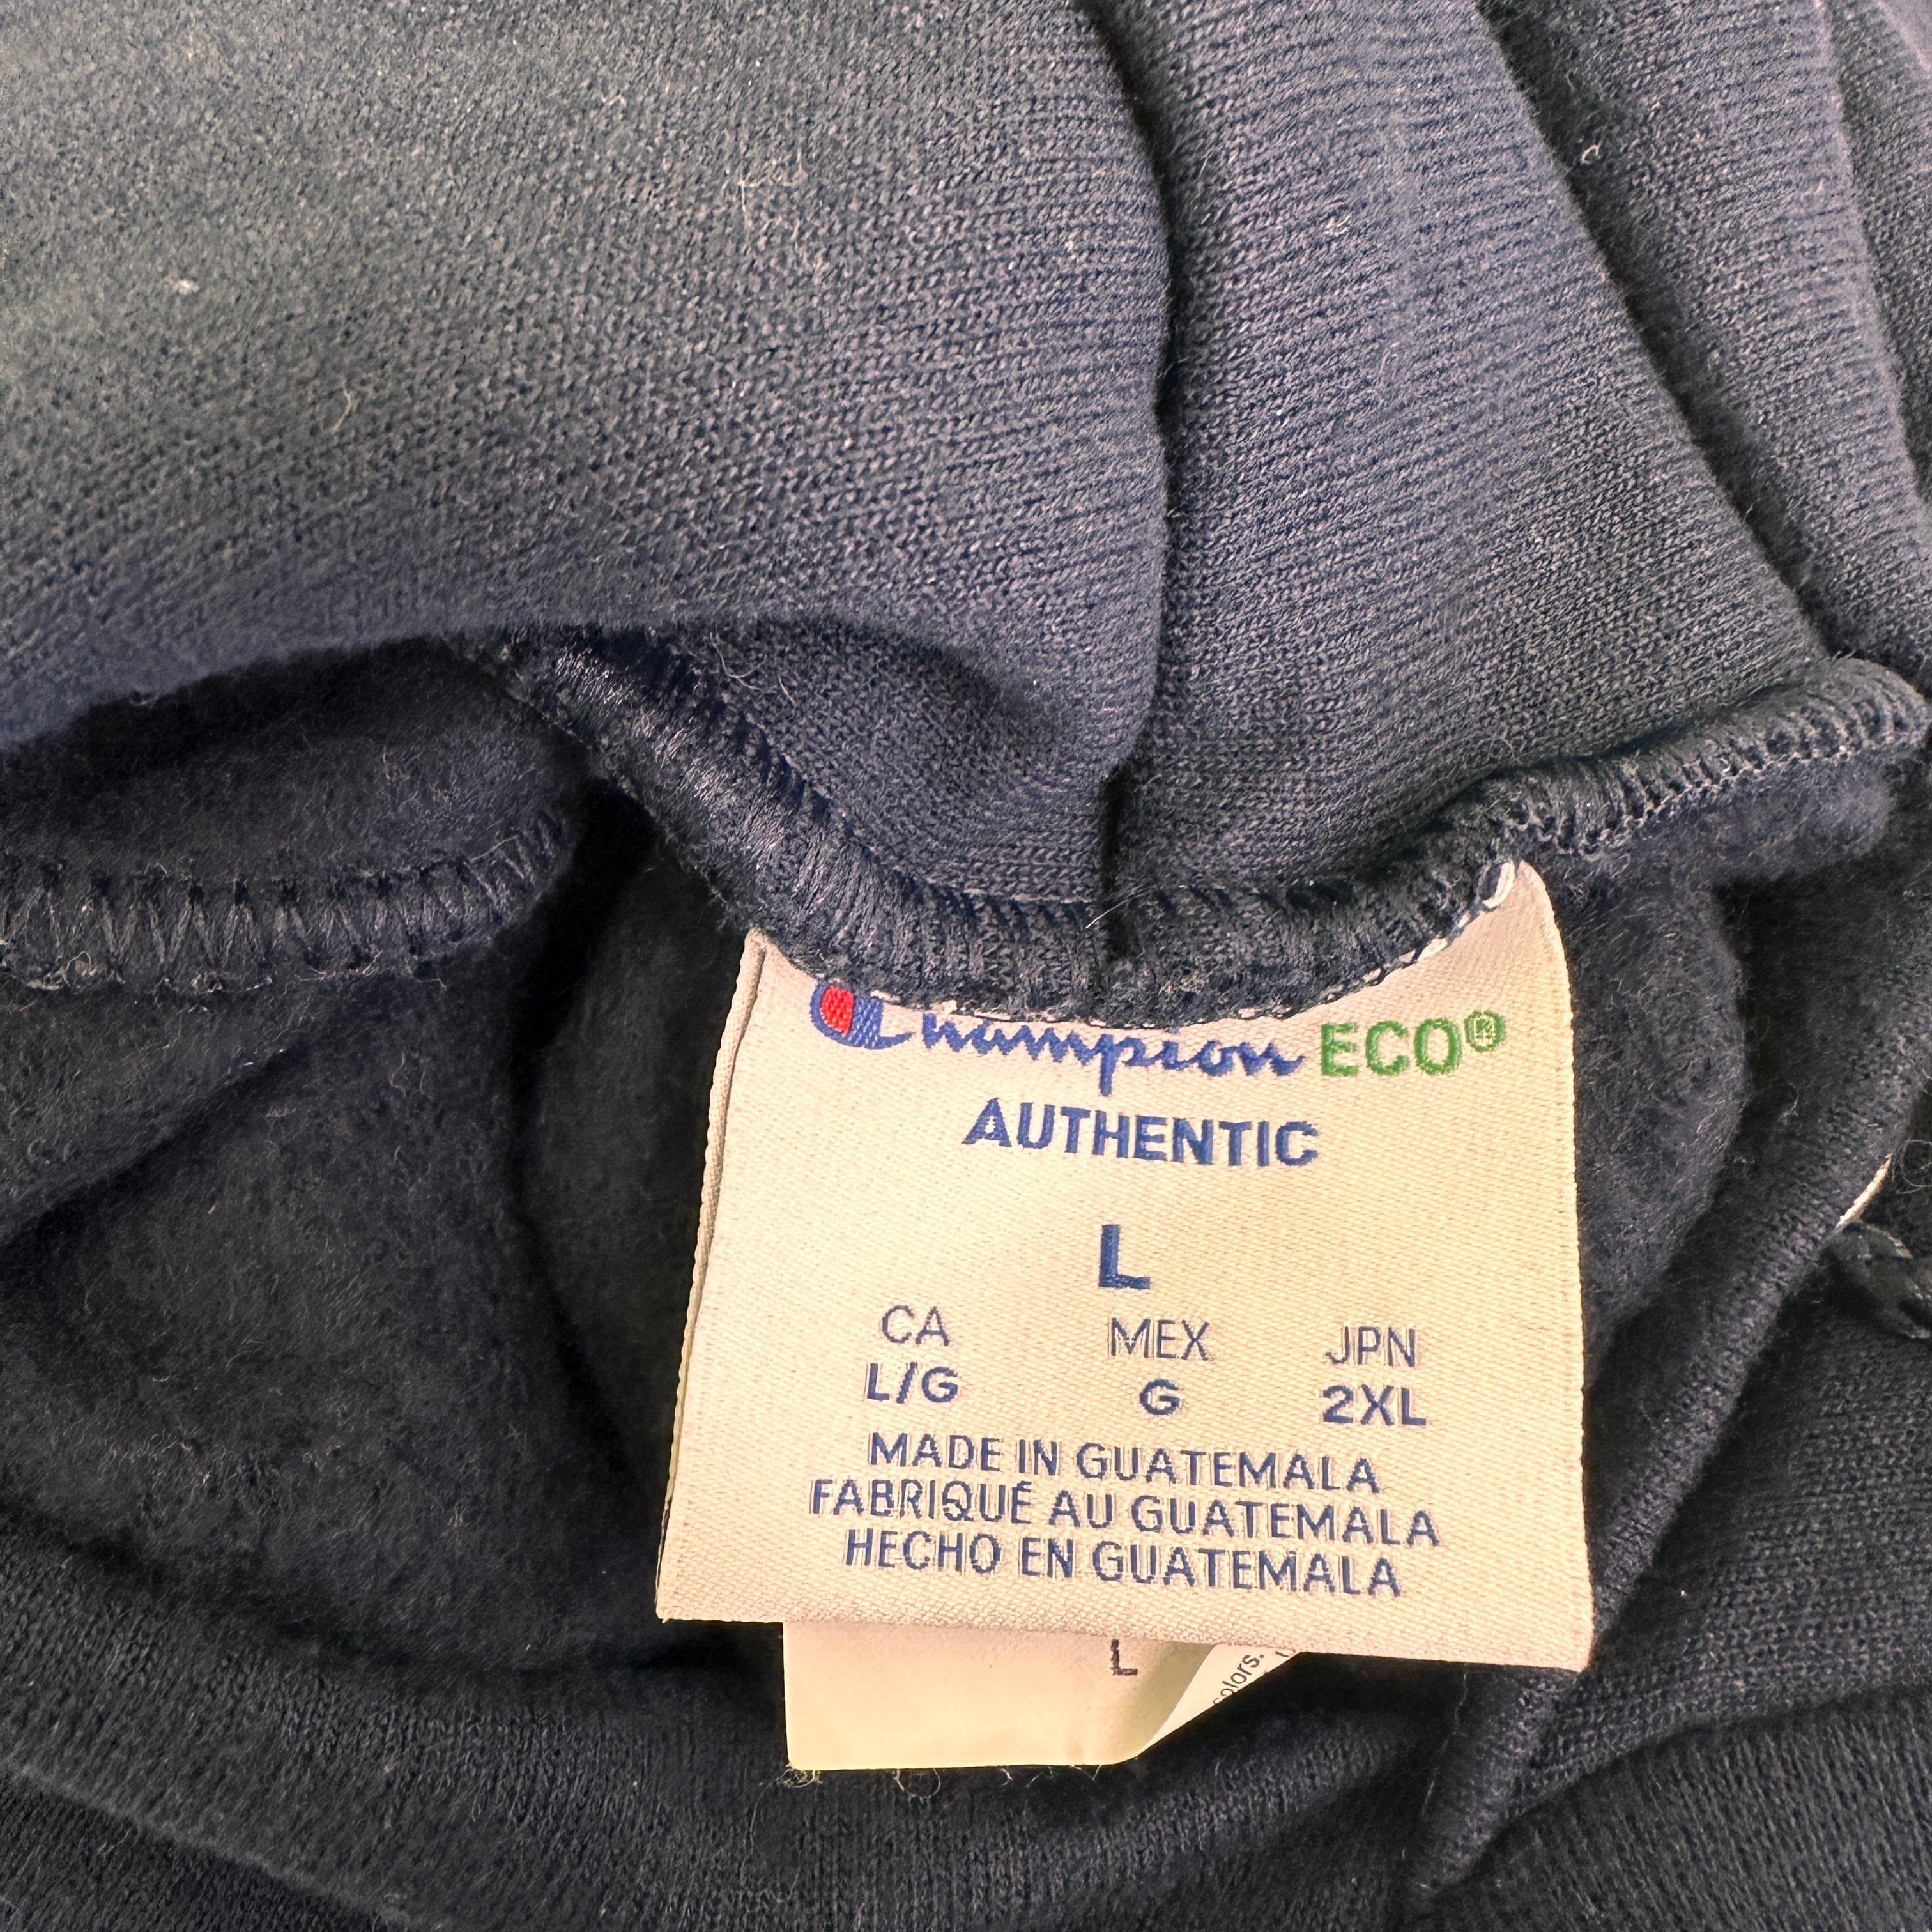 Champion ECO®
AUTHENTIC
L
CA MEX JPN
L/G G 2XL
MADE IN GUATEMALA
FABRIQUÉ AU GUATEMALA
HECHO EN GUATEMALA
L